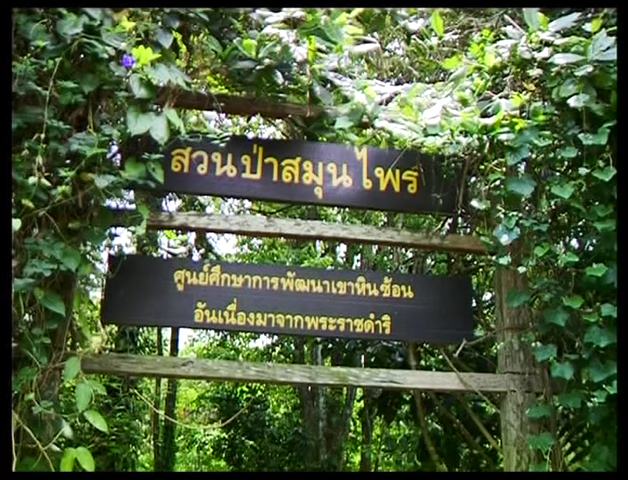 สวนป่าสมุนไพร
ศูนย์ศึกษาการพัฒนาเขาหินซ้อน
อันเนื่องมาจากพระราชดำริ